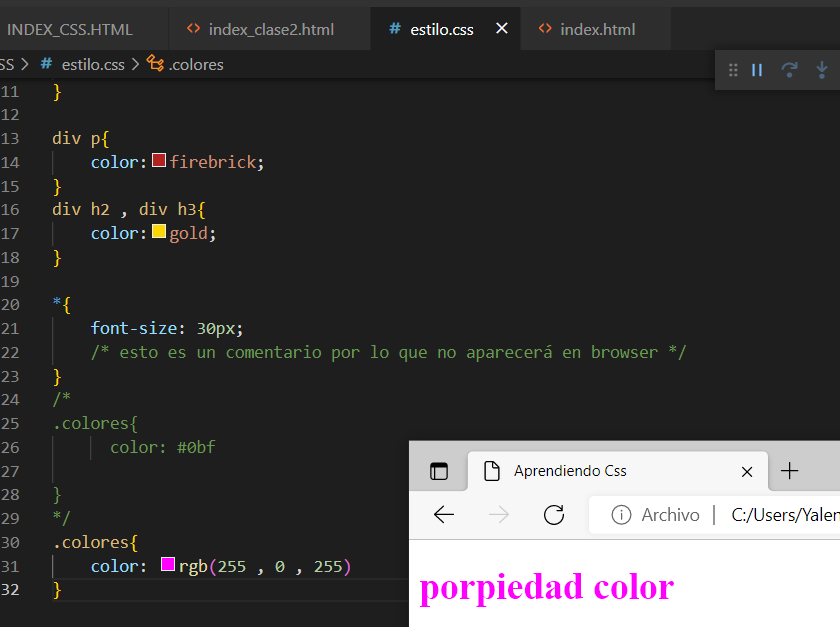 INDEX_CSS.HTML
index_clase2.html
# estilo.css
index.html
SS > # estilo.css > .colores
11 }
12
13 div p{
14 color: firebrick;
15 }
16 div h2 , div h3{
17 color: gold;
18 }
19
20 *{
21 font-size: 30px;
22 /* esto es un comentario por lo que no aparecerá en browser */
23 }
24 /*
25 .colores{
26 color: #0bf
27
28 }
29 */
30 .colores{
31 color: rgb(255 , 0 , 255)
32 }
Aprendiendo Css
Archivo | C:/Users/Yalen
porpiedad color